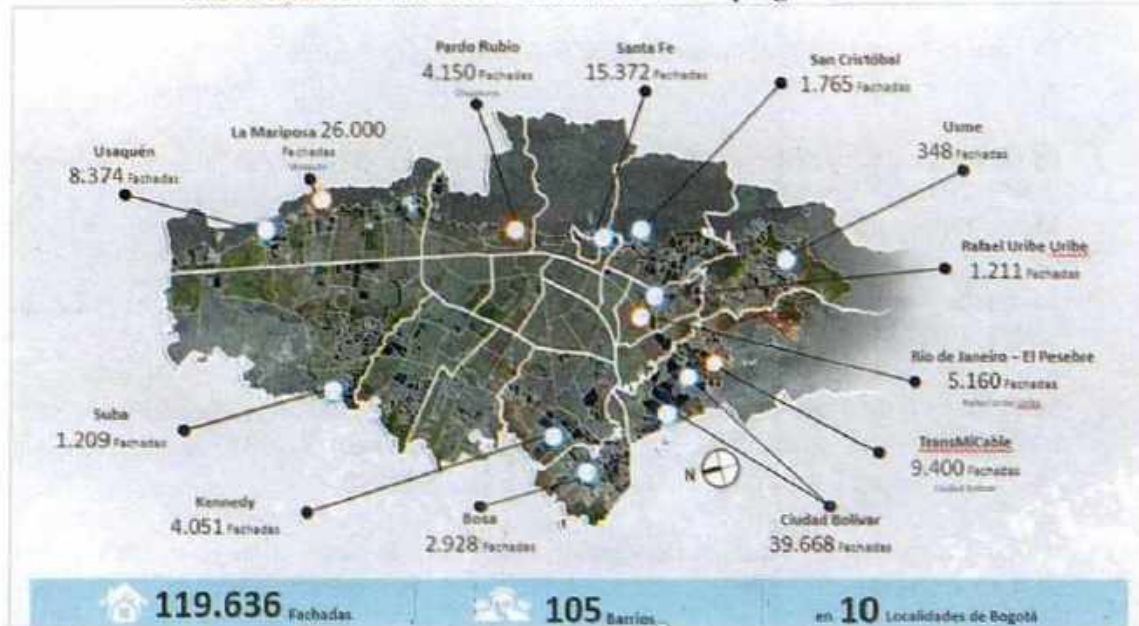 Pardo Rubio
4.150 Fachadas
Santa Fe
15.372 Fachadas
San Cristóbal
1.765 Fachadas
Usaquén
8.374 Fachadas
La Mariposa 26.000
Fachadas
Usme
348 Fachadas
Rafael Uribe Uribe
1.211 Fachadas
Río de Janeiro – El Pesebre
5.160 Fachadas
TransMiCable
9.400 Fachadas
Ciudad Bolívar
Suba
1.209 Fachadas
N
Kennedy
4.051 Fachadas
Bosa
2.928 Fachadas
Ciudad Bolívar
39.668 Fachadas
119.636 Fachadas
105 Barrios
en 10 Localidades de Bogotá